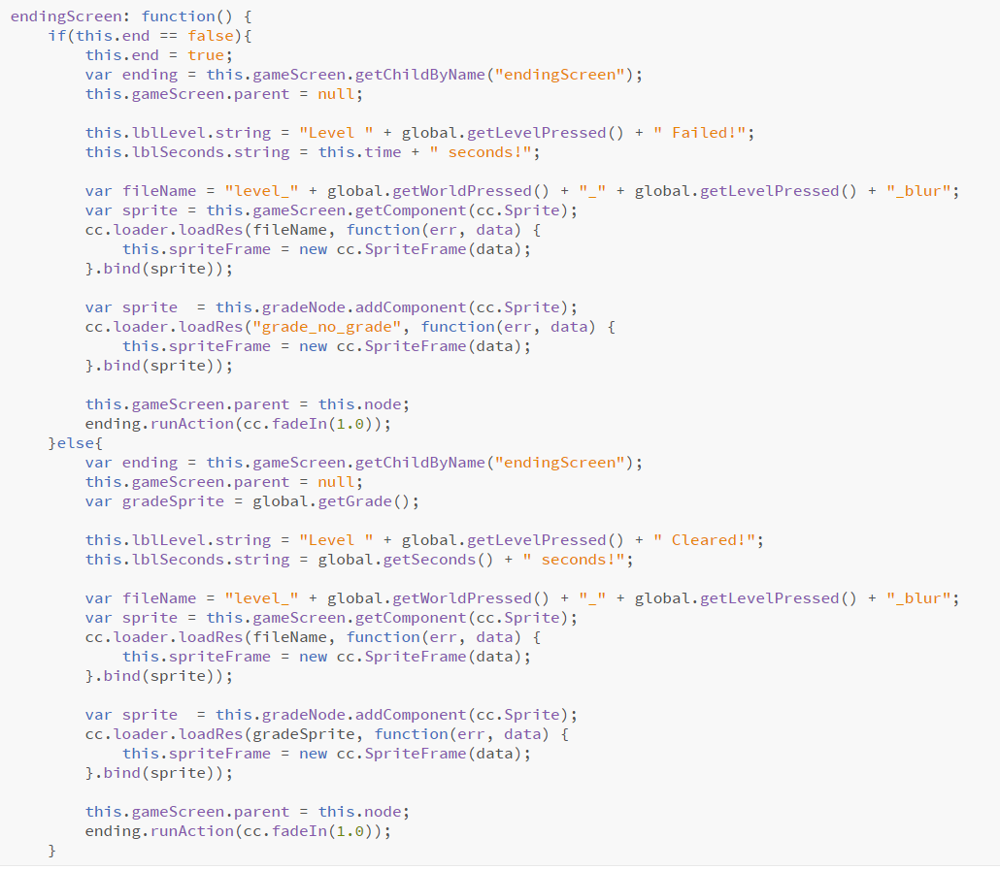 endingScreen: function() {
    if(this.end == false){
        this.end = true;
        var ending = this.gameScreen.getChildByName("endingScreen");
        this.gameScreen.parent = null;

        this.lblLevel.string = "Level " + global.getLevelPressed() + " Failed!";
        this.lblSeconds.string = this.time + " seconds!";

        var fileName = "level_" + global.getWorldPressed() + "_" + global.getLevelPressed() + "_blur";
        var sprite = this.gameScreen.getComponent(cc.Sprite);
        cc.loader.loadRes(fileName, function(err, data) {
            this.spriteFrame = new cc.SpriteFrame(data);
        }.bind(sprite));

        var sprite  = this.gradeNode.addComponent(cc.Sprite);
        cc.loader.loadRes("grade_no_grade", function(err, data) {
            this.spriteFrame = new cc.SpriteFrame(data);
        }.bind(sprite));

        this.gameScreen.parent = this.node;
        ending.runAction(cc.fadeIn(1.0));
    }else{
        var ending = this.gameScreen.getChildByName("endingScreen");
        this.gameScreen.parent = null;
        var gradeSprite = global.getGrade();

        this.lblLevel.string = "Level " + global.getLevelPressed() + " Cleared!";
        this.lblSeconds.string = global.getSeconds() + " seconds!";

        var fileName = "level_" + global.getWorldPressed() + "_" + global.getLevelPressed() + "_blur";
        var sprite = this.gameScreen.getComponent(cc.Sprite);
        cc.loader.loadRes(fileName, function(err, data) {
            this.spriteFrame = new cc.SpriteFrame(data);
        }.bind(sprite));

        var sprite  = this.gradeNode.addComponent(cc.Sprite);
        cc.loader.loadRes(gradeSprite, function(err, data) {
            this.spriteFrame = new cc.SpriteFrame(data);
        }.bind(sprite));

        this.gameScreen.parent = this.node;
        ending.runAction(cc.fadeIn(1.0));
    }